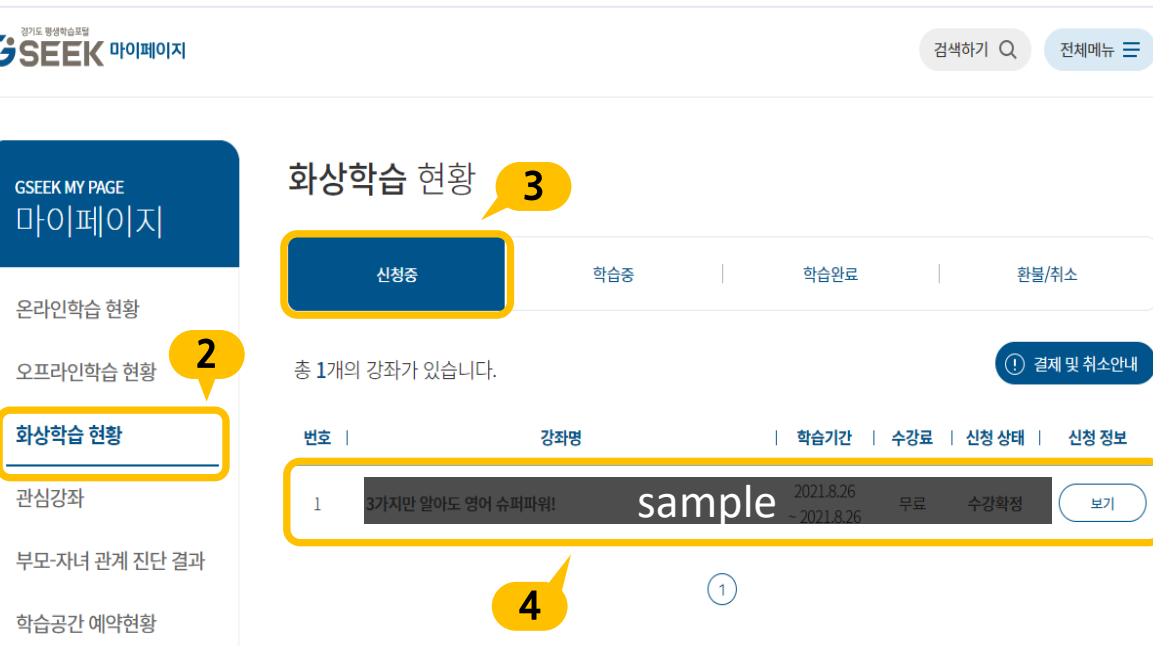 경기도 평생학습포털
GSEEK 마이페이지
검색하기
전체메뉴
GSEEK MY PAGE
마이페이지
온라인학습 현황
오프라인학습 현황
2
화상학습 현황
관심강좌
부모-자녀 관계 진단 결과
학습공간 예약현황
화상학습 현황
3
신청중 학습중 | 학습완료 | 환불/취소
총 1개의 강좌가 있습니다.
! 결제 및 취소안내
번호 | 강좌명 | 학습기간 | 수강료 | 신청 상태 | 신청 정보
1 3가지만 알아도 영어 슈퍼파워! sample 2021.8.26 무료 수강확정 보기
~ 2021.8.26
4
1